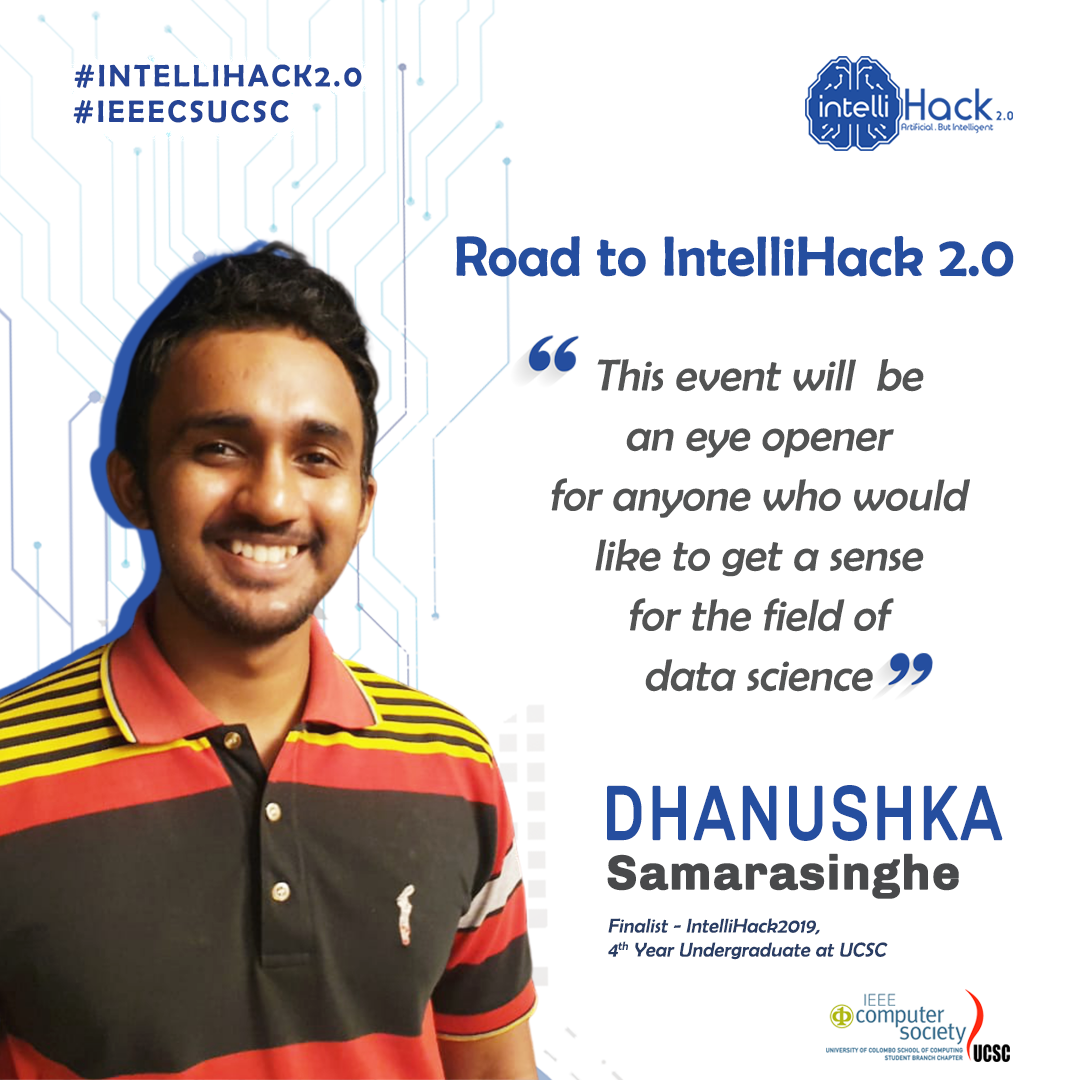 #INTELLIHACK2.0
#IEEECSUCSC
intelli Hack 2.0
Artificial . But Intelligent
Road to IntelliHack 2.0
“ This event will be
an eye opener
for anyone who would
like to get a sense
for the field of
data science ”
DHANUSHKA
Samarasinghe
Finalist - IntelliHack2019,
4th Year Undergraduate at UCSC
IEEE
computer
society
UNIVERSITY OF COLOMBO SCHOOL OF COMPUTING
STUDENT BRANCH CHAPTER
UCSC